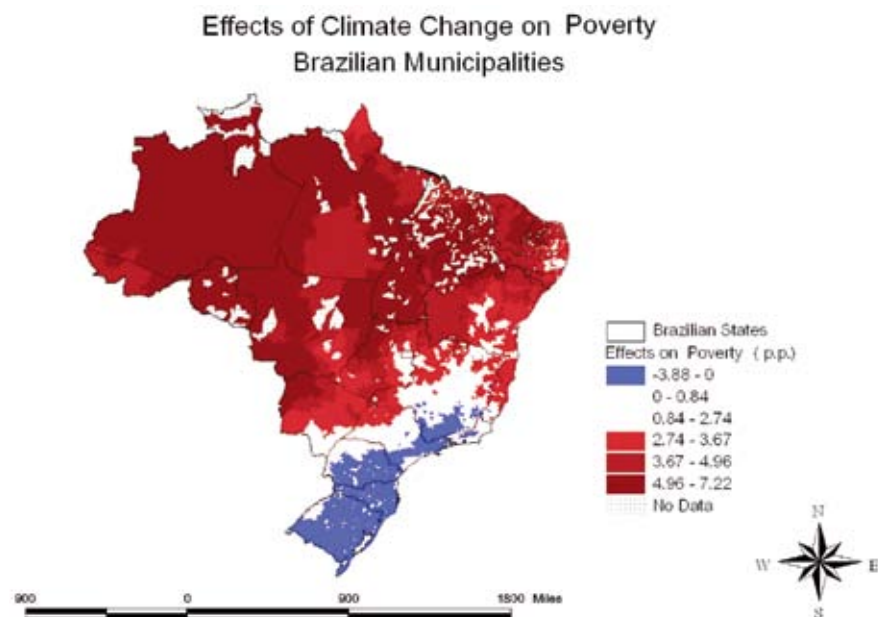 Effects of Climate Change on Poverty
Brazilian Municipalities
Brazilian States
Effects on Poverty (p.p.)
-3.88 - 0
0 - 0.84
0.84 - 2.74
2.74 - 3.67
3.67 - 4.96
4.96 - 7.22
No Data
N
W E
S
900 0 900 1800 Miles